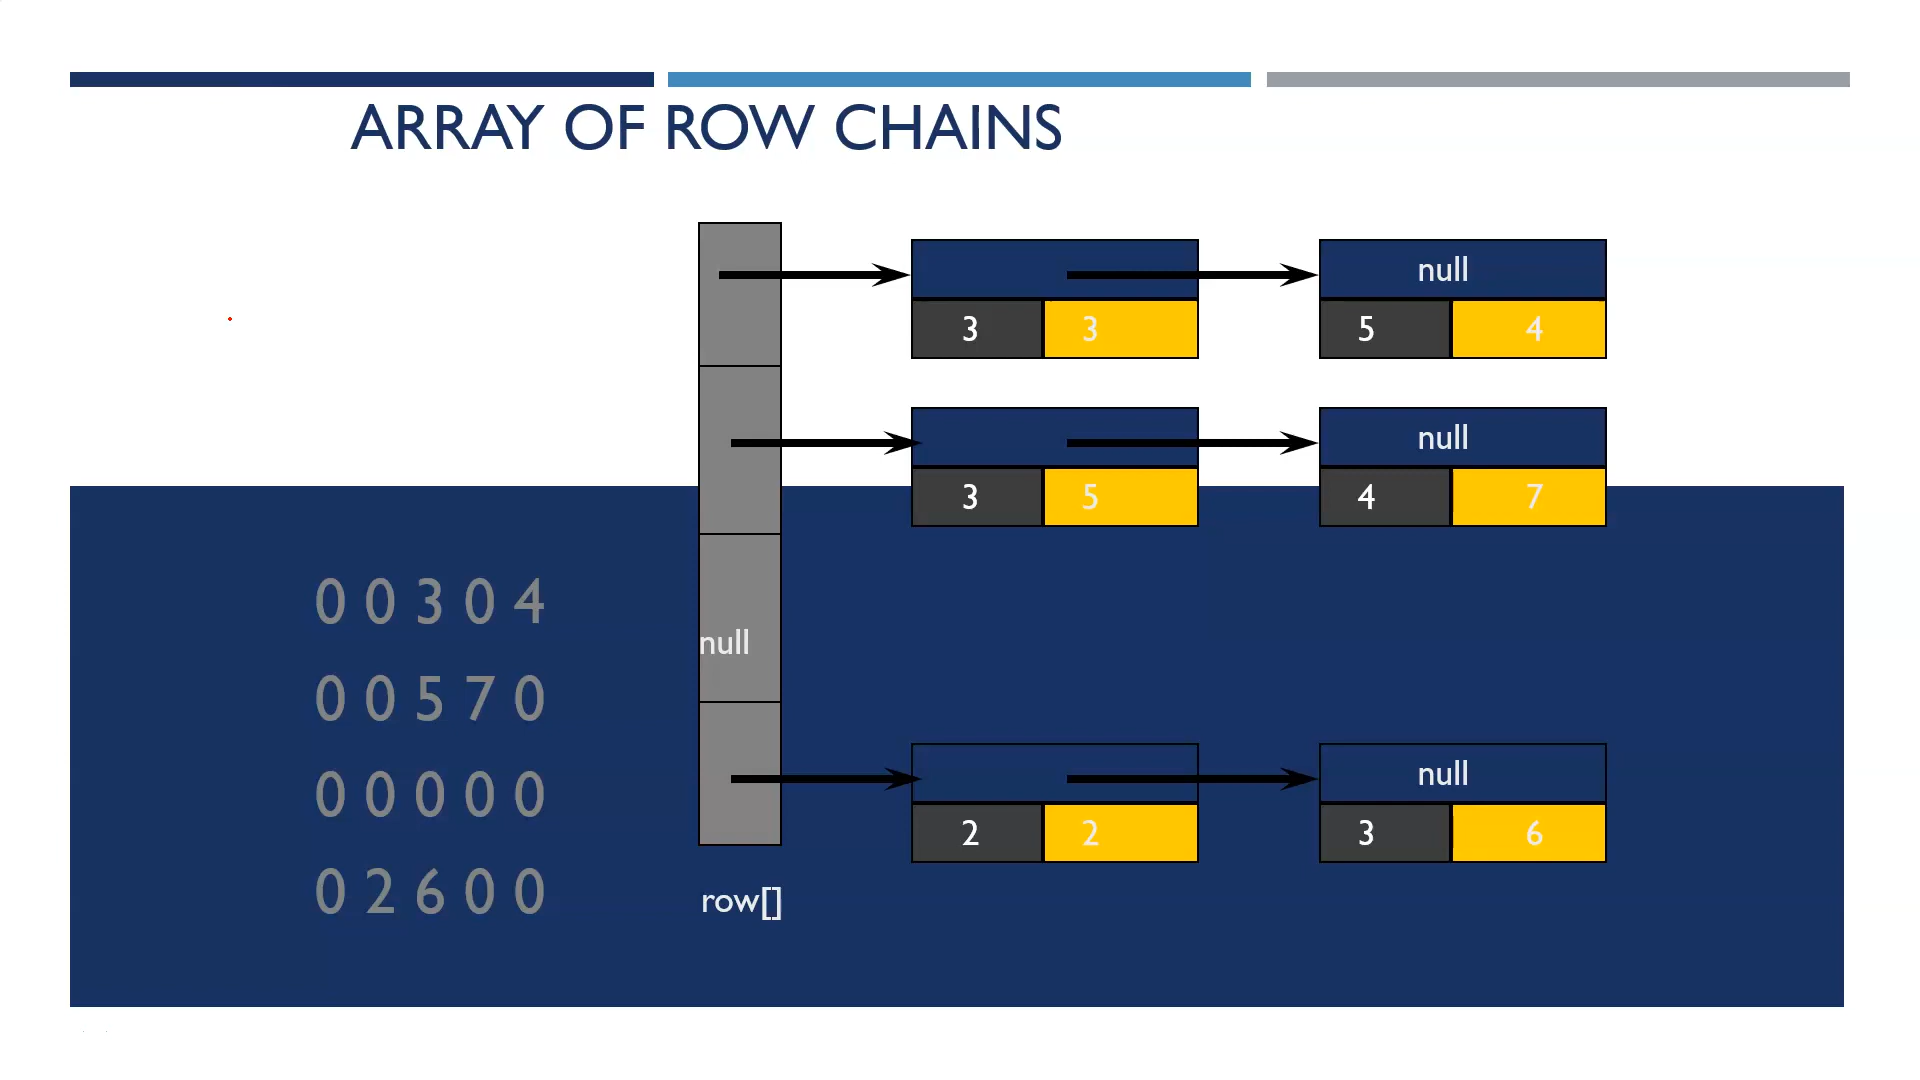 ARRAY OF ROW CHAINS
null
3 3 5 4
null
3 5 4 7
0 0 3 0 4
0 0 5 7 0
0 0 0 0 0
0 2 6 0 0
null
null
2 2 3 6
row[]